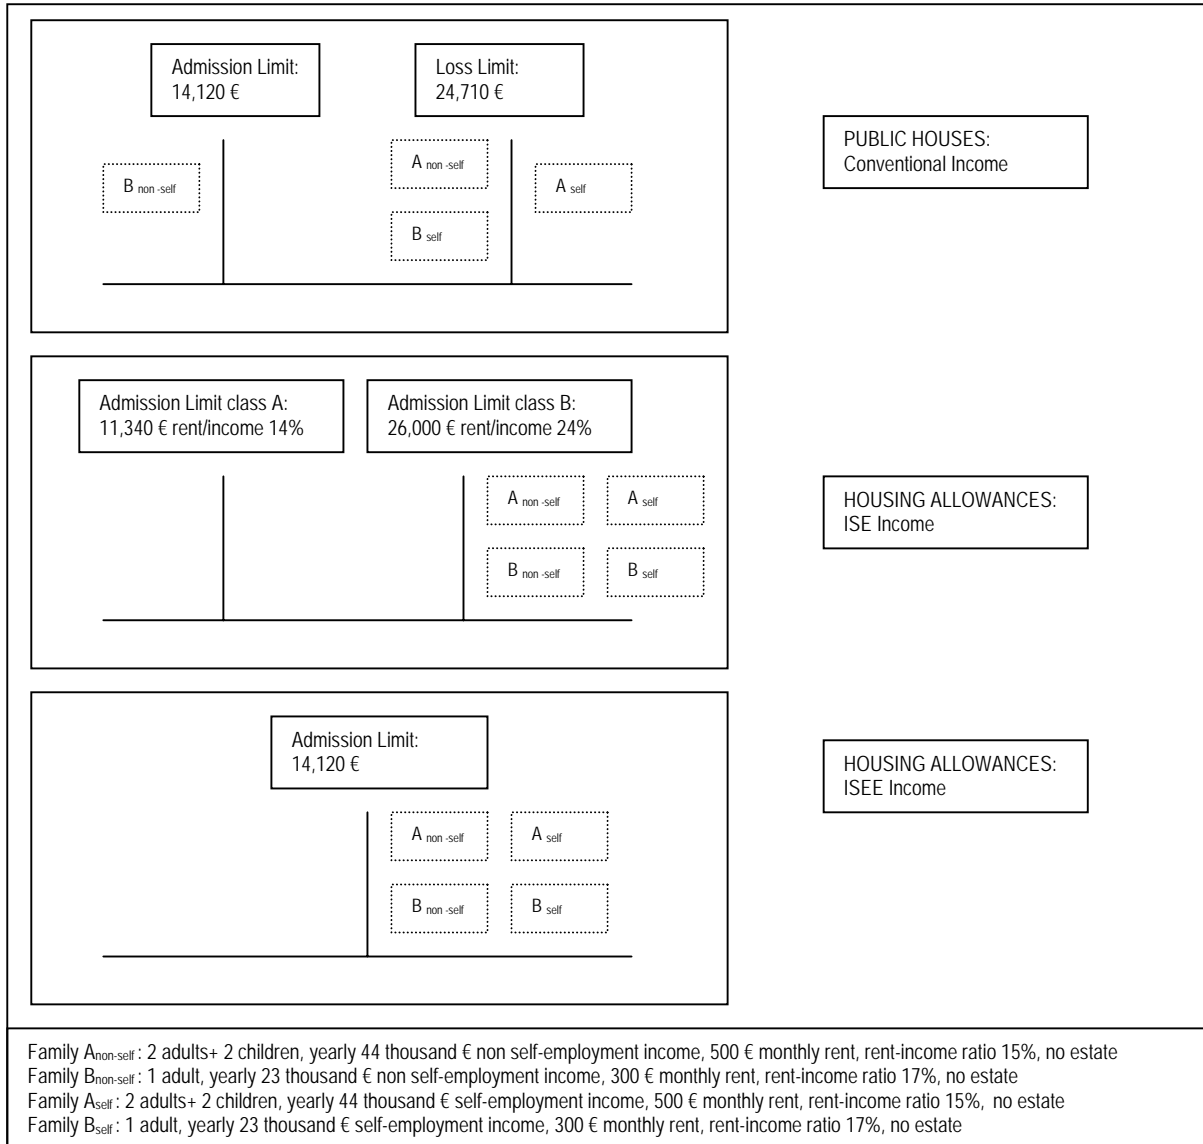 Admission Limit:
14,120 €
Loss Limit:
24,710 €
B non -self
A non -self
B self
A self
PUBLIC HOUSES:
Conventional Income
Admission Limit class A:
11,340 € rent/income 14%
Admission Limit class B:
26,000 € rent/income 24%
A non -self
A self
B non -self
B self
HOUSING ALLOWANCES:
ISE Income
Admission Limit:
14,120 €
A non -self
A self
B non -self
B self
HOUSING ALLOWANCES:
ISEE Income
Family Anon-self : 2 adults+ 2 children, yearly 44 thousand € non self-employment income, 500 € monthly rent, rent-income ratio 15%, no estate
Family Bnon-self : 1 adult, yearly 23 thousand € non self-employment income, 300 € monthly rent, rent-income ratio 17%, no estate
Family Aself : 2 adults+ 2 children, yearly 44 thousand € self-employment income, 500 € monthly rent, rent-income ratio 15%, no estate
Family Bself : 1 adult, yearly 23 thousand € self-employment income, 300 € monthly rent, rent-income ratio 17%, no estate